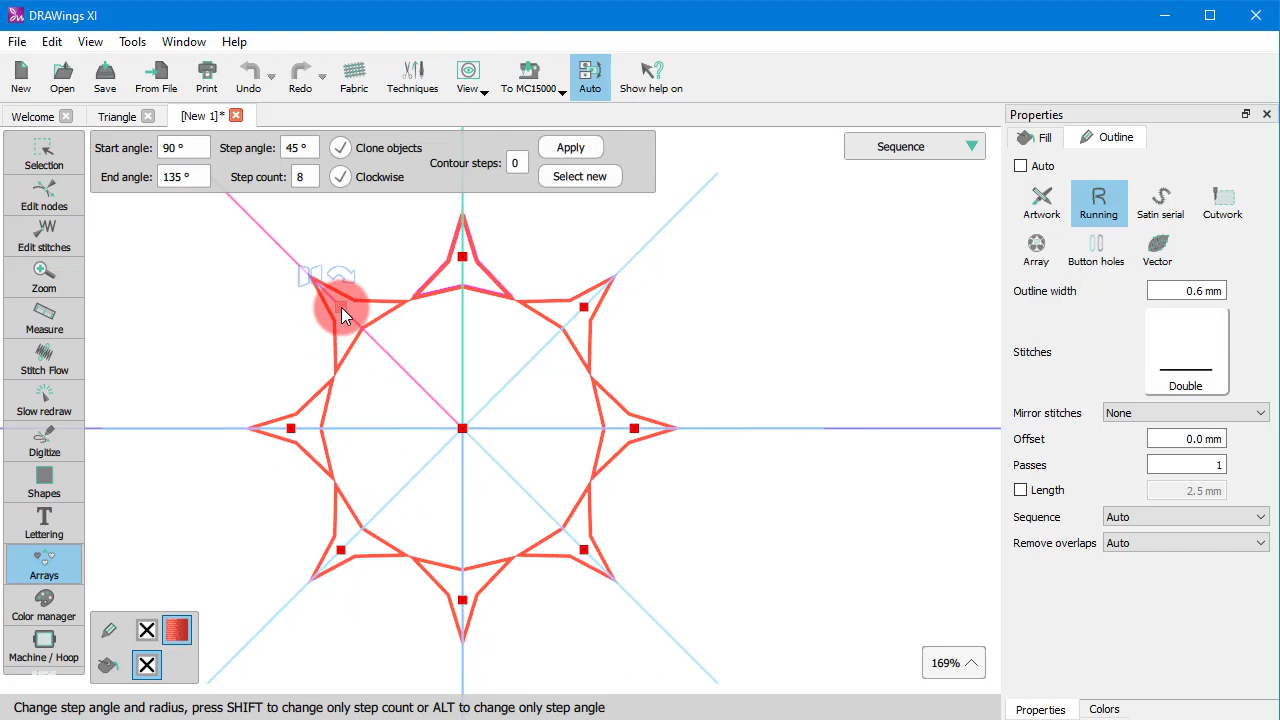 DRAWings XI
File Edit View Tools Window Help
New Open Save From File Print Undo Redo Fabric Techniques View To MC15000 Auto Show help on
Welcome Triangle [New 1]*
Properties
Start angle: 90 ° Step angle: 45 ° Clone objects Contour steps: 0 Apply
End angle: 135 ° Step count: 8 Clockwise Select new
Sequence
Selection
Edit nodes
Edit stitches
Zoom
Measure
Stitch Flow
Slow redraw
Digitize
Shapes
Lettering
Arrays
Color manager
Machine / Hoop
169%
Fill Outline
Auto
Artwork Running Satin serial Cutwork
R
Array Button holes Vector
Outline width 0.6 mm
Stitches Double
Mirror stitches None
Offset 0.0 mm
Passes 1
Length 2.5 mm
Sequence Auto
Remove overlaps Auto
Properties Colors
Change step angle and radius, press SHIFT to change only step count or ALT to change only step angle